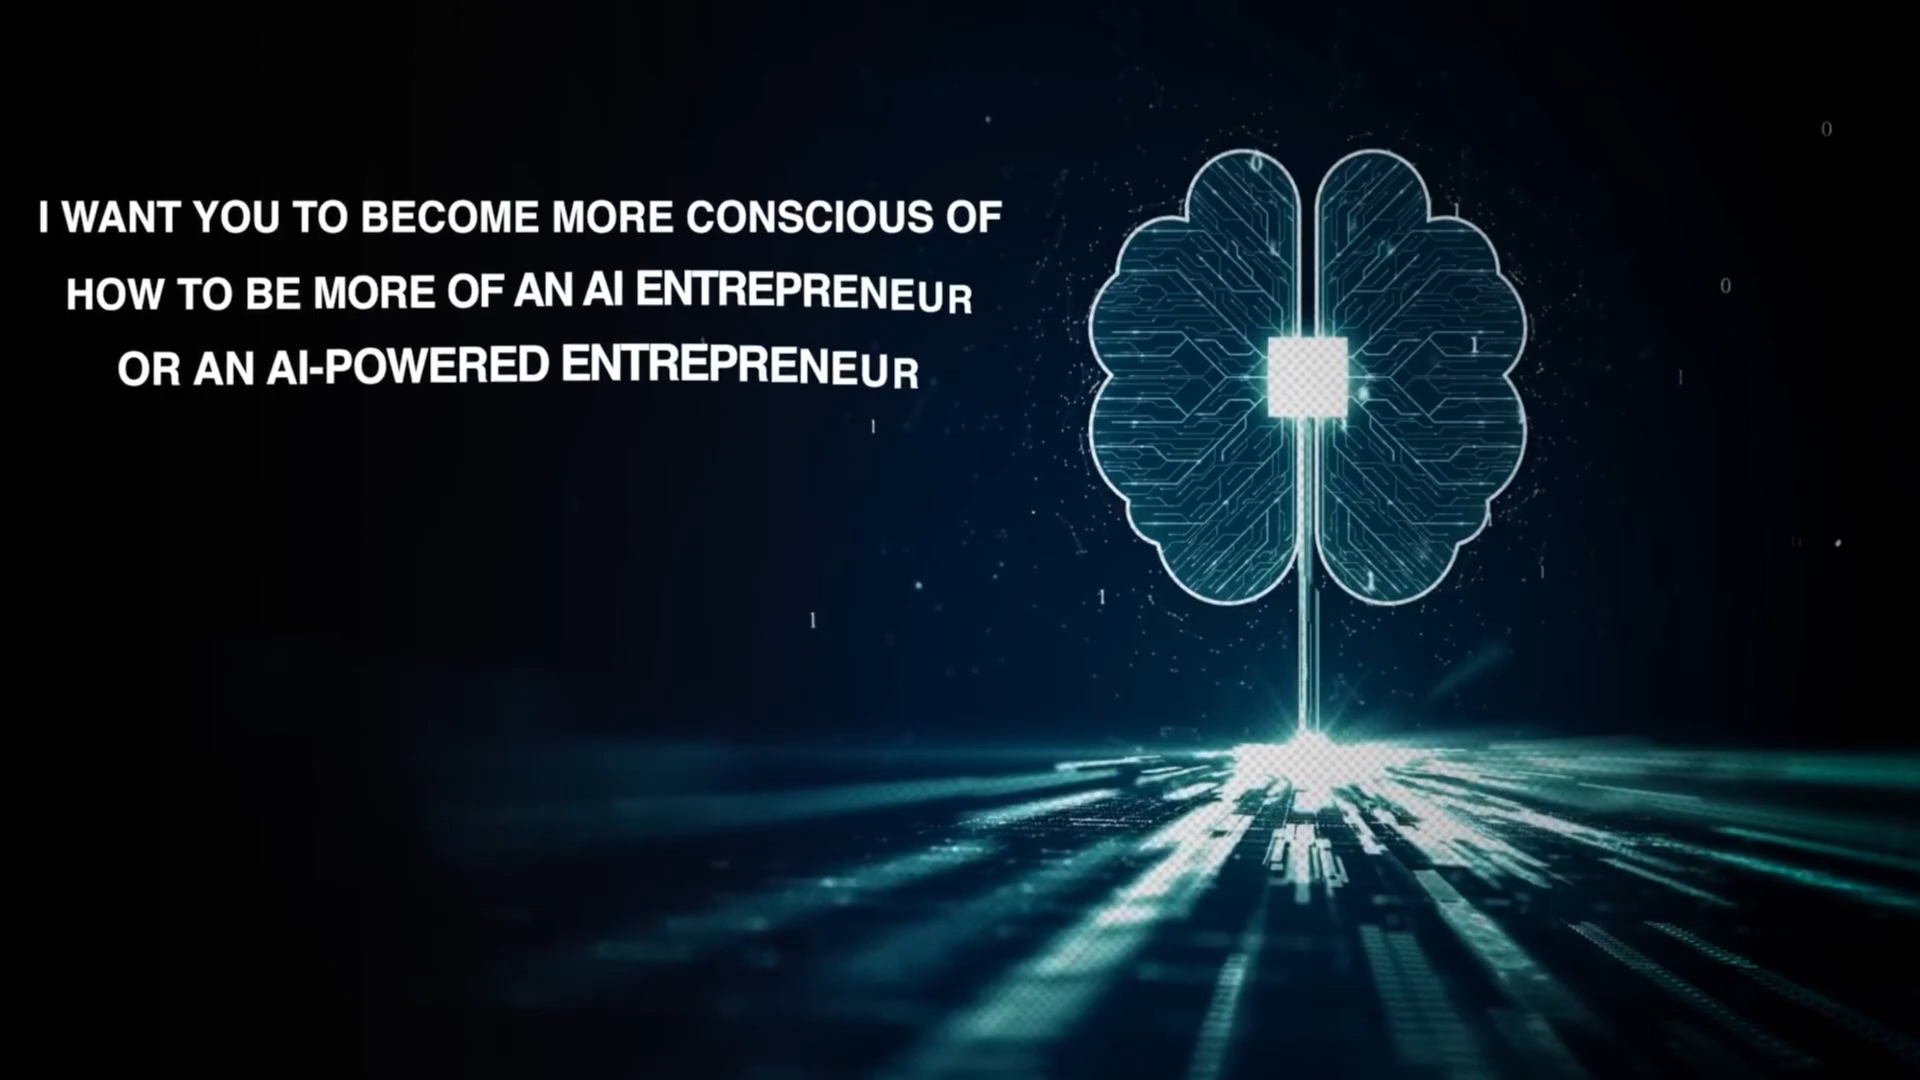 I WANT YOU TO BECOME MORE CONSCIOUS OF
HOW TO BE MORE OF AN AI ENTREPRENEUR
OR AN AI-POWERED ENTREPRENEUR